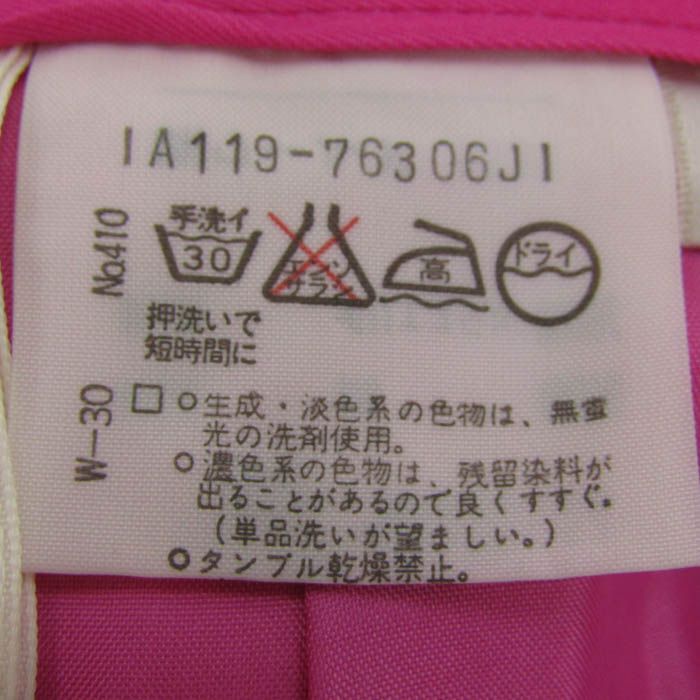 IA119-76306JI
手洗イ
30
エンソ
サラシ
高
ドライ
押洗いで
短時間に
No.410
W-30
○生成・淡色系の色物は、無蛍
光の洗剤使用。
○濃色系の色物は、残留染料が
出ることがあるので良くすすぐ。
(単品洗いが望ましい。)
○タンブル乾燥禁止。